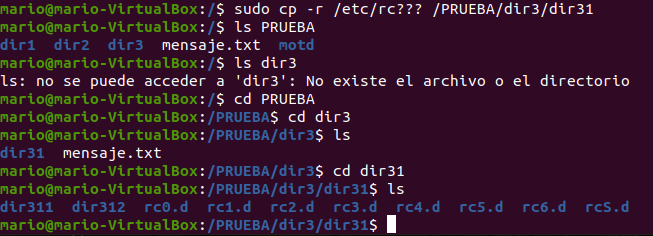 mario@mario-VirtualBox:/$ sudo cp -r /etc/rc??? /PRUEBA/dir3/dir31
mario@mario-VirtualBox:/$ ls PRUEBA
dir1  dir2  dir3  mensaje.txt  motd
mario@mario-VirtualBox:/$ ls dir3
ls: no se puede acceder a 'dir3': No existe el archivo o el directorio
mario@mario-VirtualBox:/$ cd PRUEBA
mario@mario-VirtualBox:/PRUEBA$ cd dir3
mario@mario-VirtualBox:/PRUEBA/dir3$ ls
dir31  mensaje.txt
mario@mario-VirtualBox:/PRUEBA/dir3$ cd dir31
mario@mario-VirtualBox:/PRUEBA/dir3/dir31$ ls
dir311  dir312  rc0.d  rc1.d  rc2.d  rc3.d  rc4.d  rc5.d  rc6.d  rcS.d
mario@mario-VirtualBox:/PRUEBA/dir3/dir31$